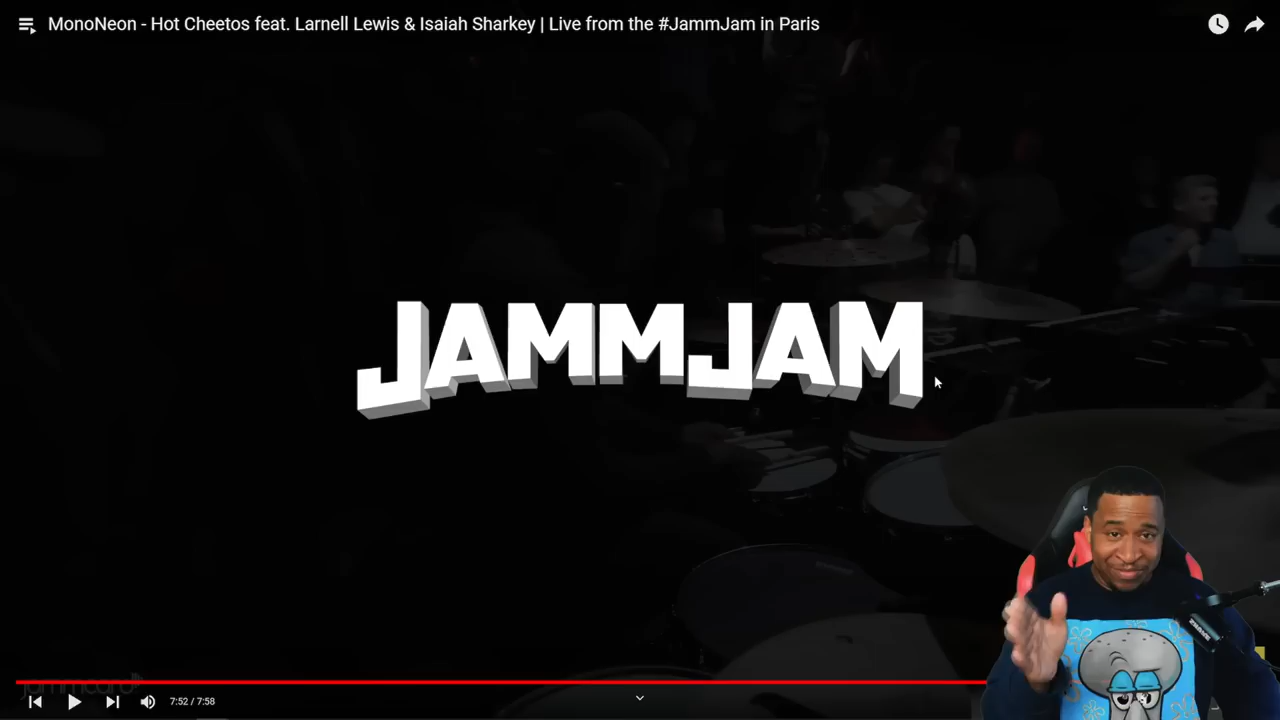 MonoNeon - Hot Cheetos feat. Larnell Lewis & Isaiah Sharkey | Live from the #JammJam in Paris
JAMMJAM
jammcard
7:52 / 7:58